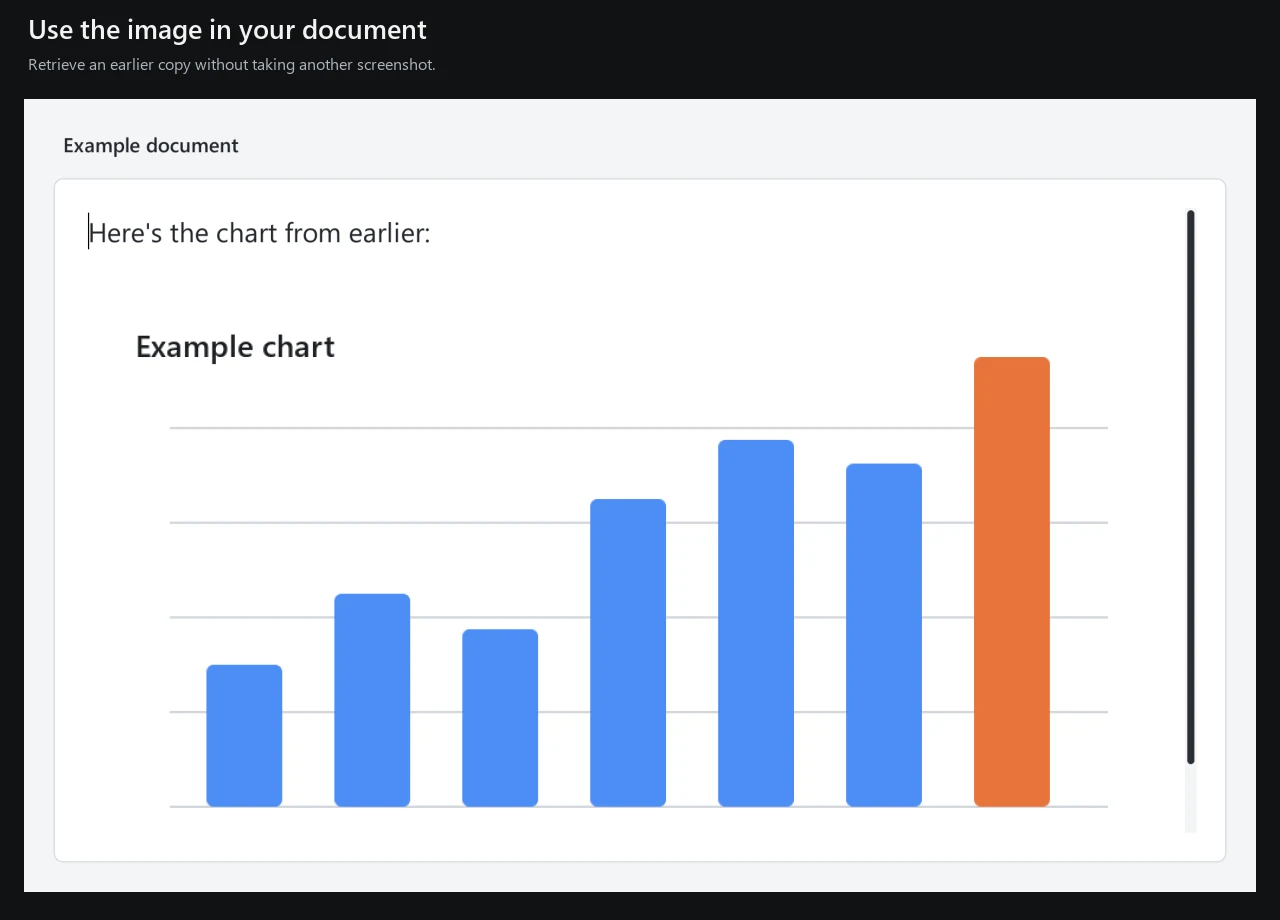 Use the image in your document
Retrieve an earlier copy without taking another screenshot.
Example document
Here's the chart from earlier:
Example chart